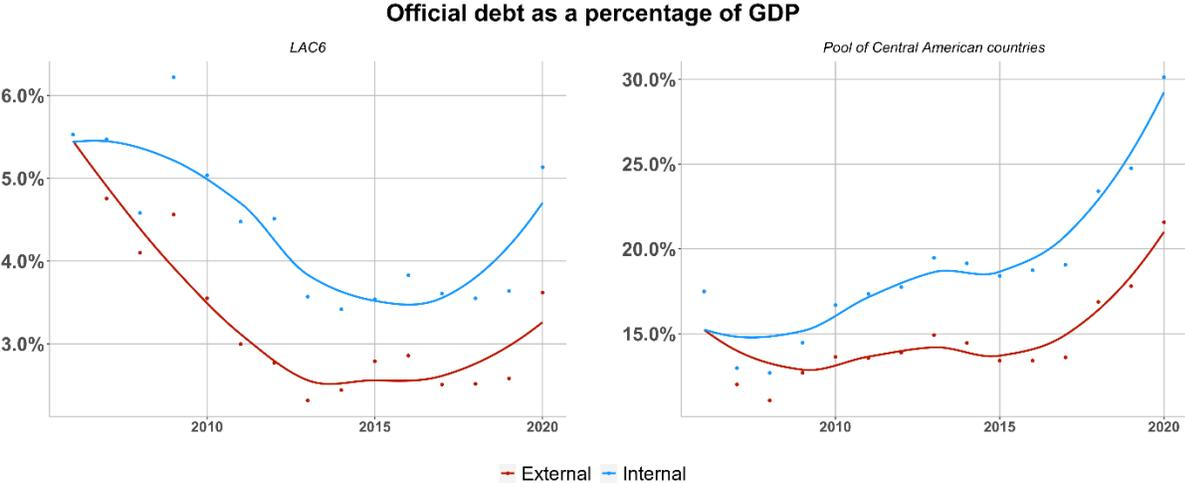 Official debt as a percentage of GDP
LAC6
Pool of Central American countries
6.0%
5.0%
4.0%
3.0%
2010
2015
2020
30.0%
25.0%
20.0%
15.0%
2010
2015
2020
External
Internal